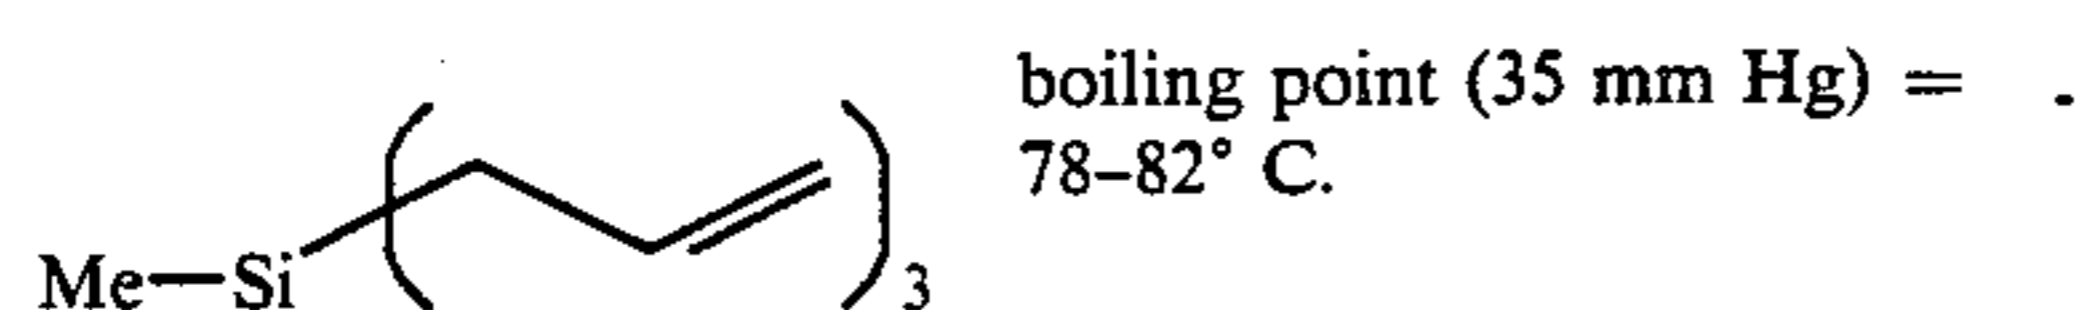 boiling point (35 mm Hg) = .
78–82° C.
Me—Si
3